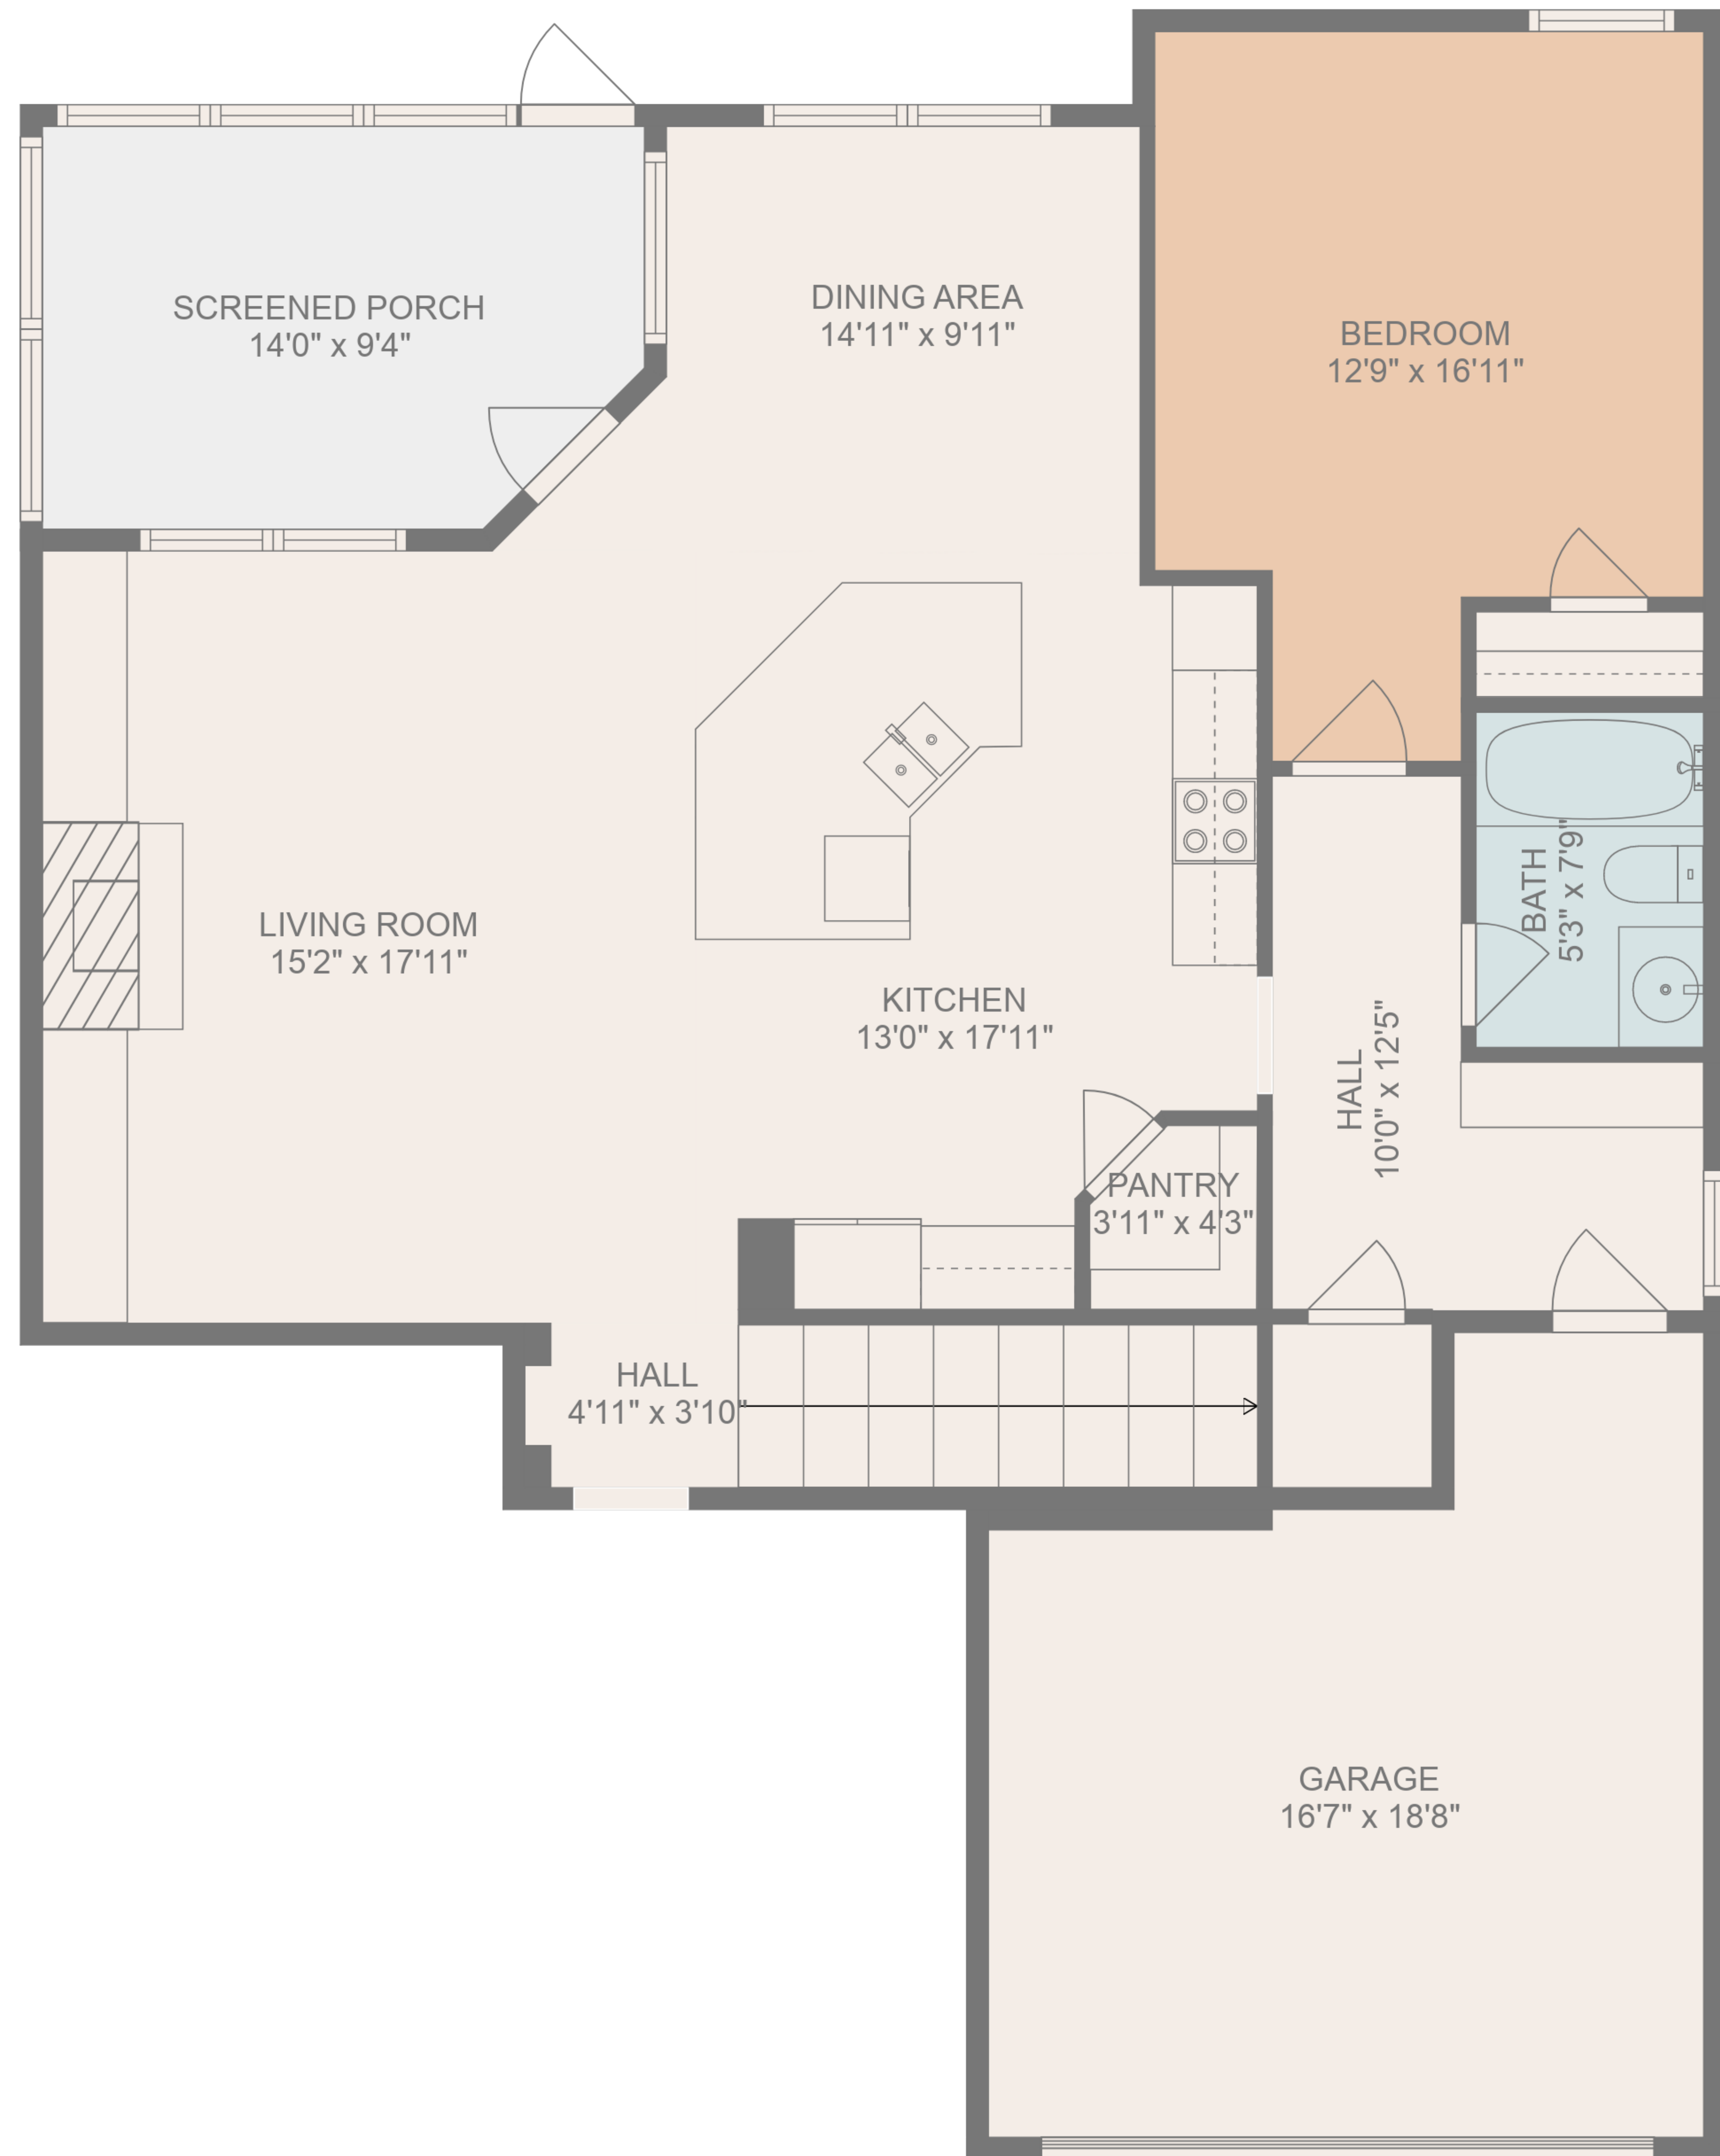 SCREENED PORCH
14'0" x 9'4"
DINING AREA
14'11" x 9'11"
BEDROOM
12'9" x 16'11"
LIVING ROOM
15'2" x 17'11"
KITCHEN
13'0" x 17'11"
BATH
5'3" x 7'9"
HALL
10'0" x 12'5"
PANTRY
3'11" x 4'3"
HALL
4'11" x 3'10"
GARAGE
16'7" x 18'8"